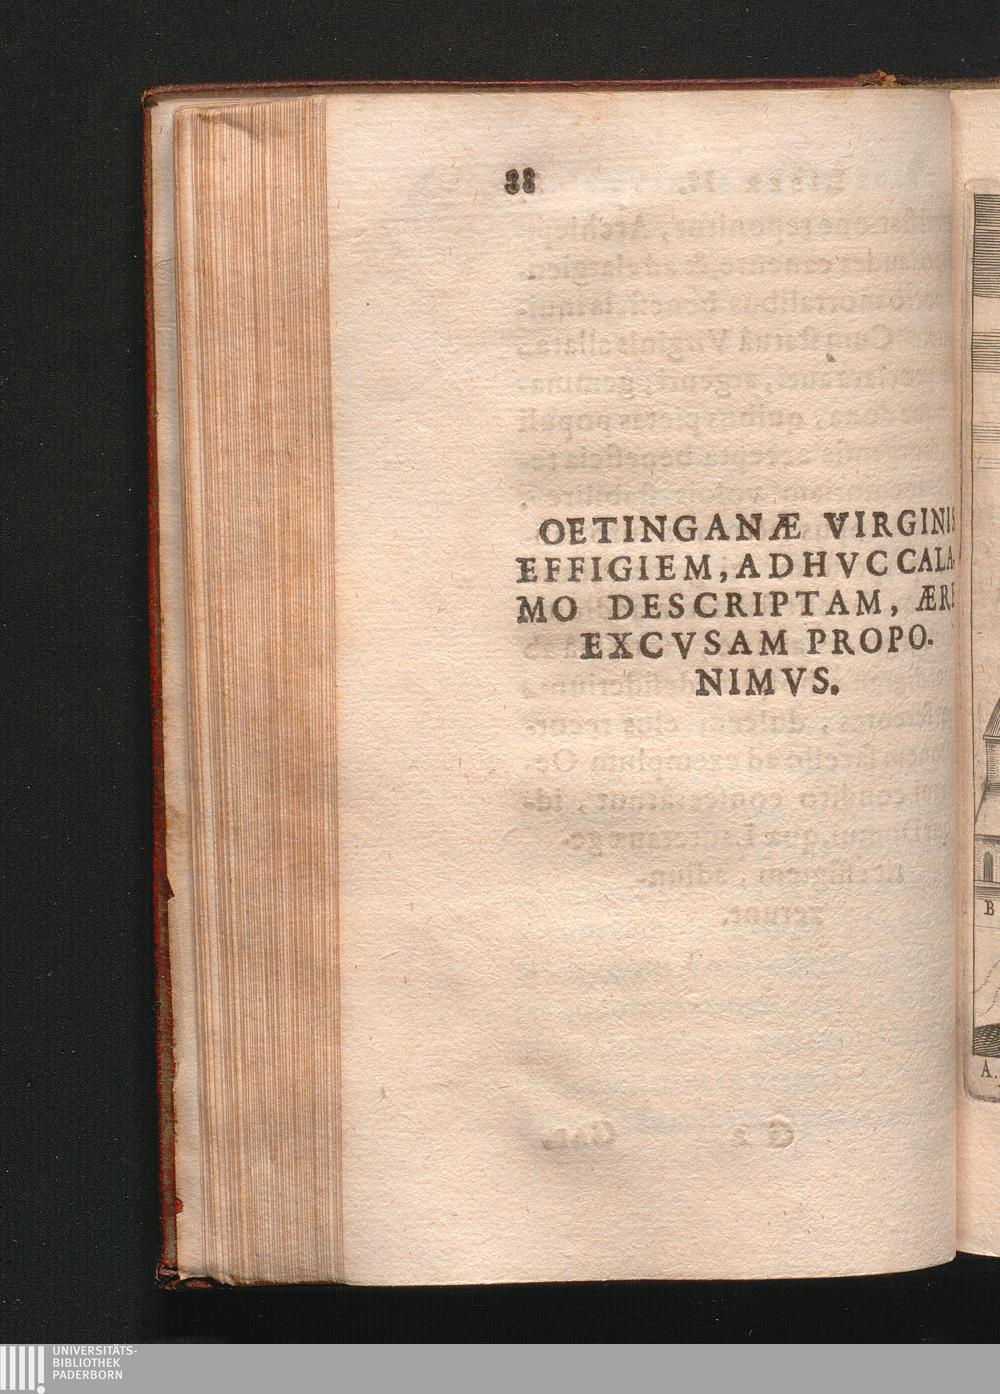 38
OETINGANÆ VIRGINIS
EFFIGIEM, ADHVC CALA-
MO DESCRIPTAM, ÆRE
EXCVSAM PROPO-
NIMVS.
B
A.
UNIVERSITÄTS-
BIBLIOTHEK
PADERBORN